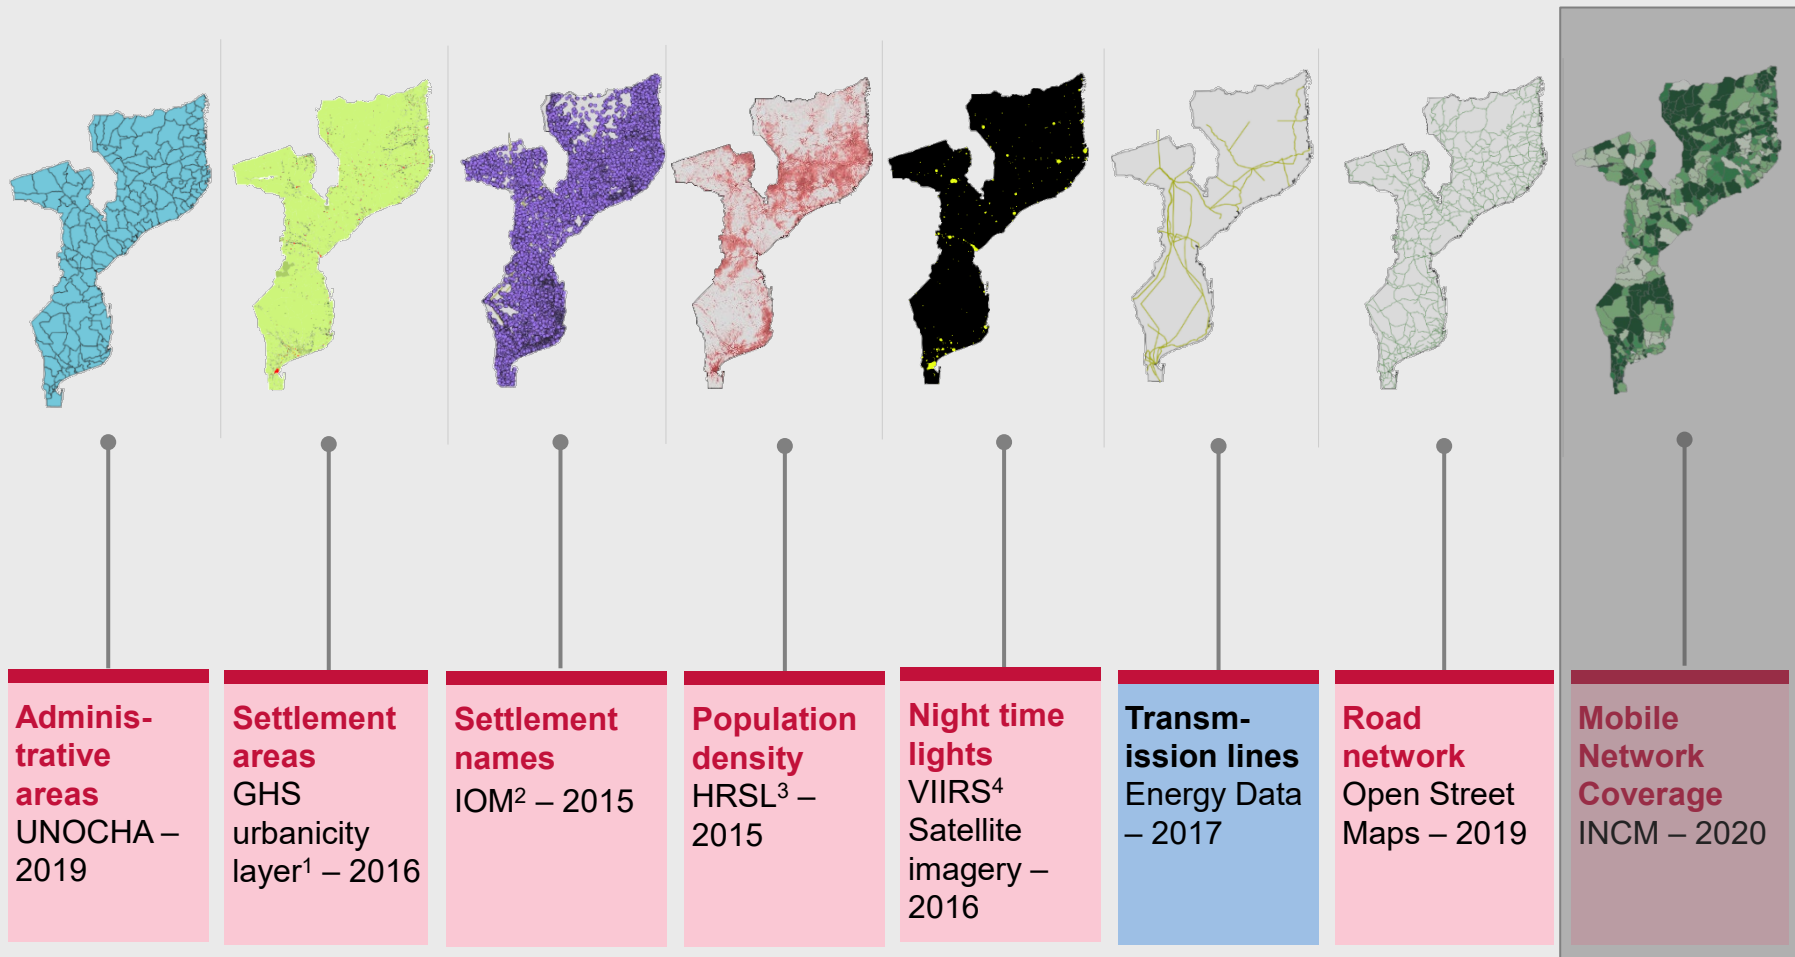 Adminis-
trative
areas
UNOCHA –
2019
Settlement
areas
GHS
urbanicity
layer¹ – 2016
Settlement
names
IOM² – 2015
Population
density
HRSL³ –
2015
Night time
lights
VIIRS⁴
Satellite
imagery –
2016
Transm-
ission lines
Energy Data
– 2017
Road
network
Open Street
Maps – 2019
Mobile
Network
Coverage
INCM – 2020